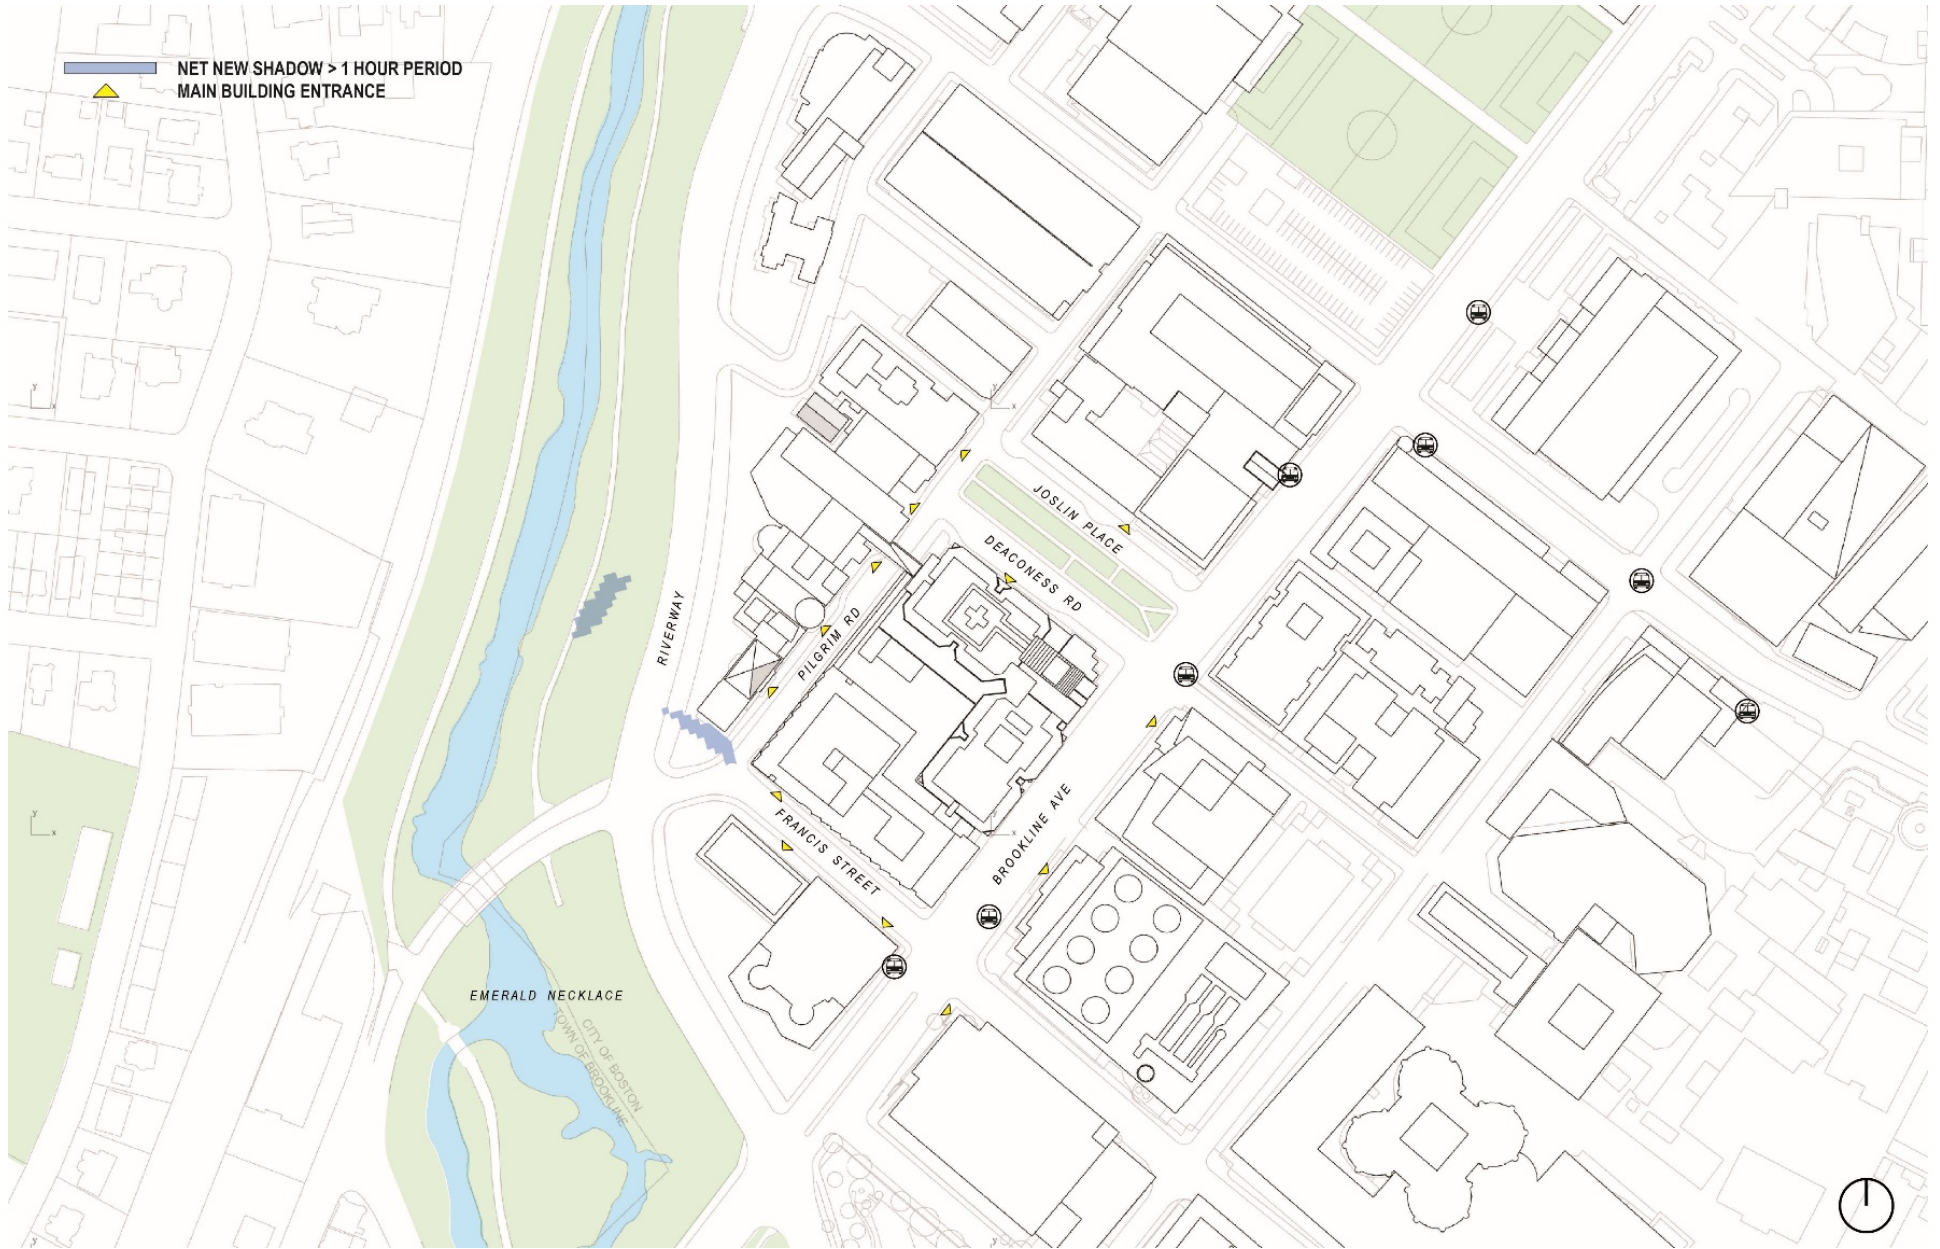 NET NEW SHADOW > 1 HOUR PERIOD
MAIN BUILDING ENTRANCE
JOSLIN PLACE
DEACONESS RD
RIVERWAY
PILGRIM RD
BROOKLINE AVE
FRANCIS STREET
EMERALD NECKLACE
CITY OF BOSTON
TOWN OF BROOKLINE